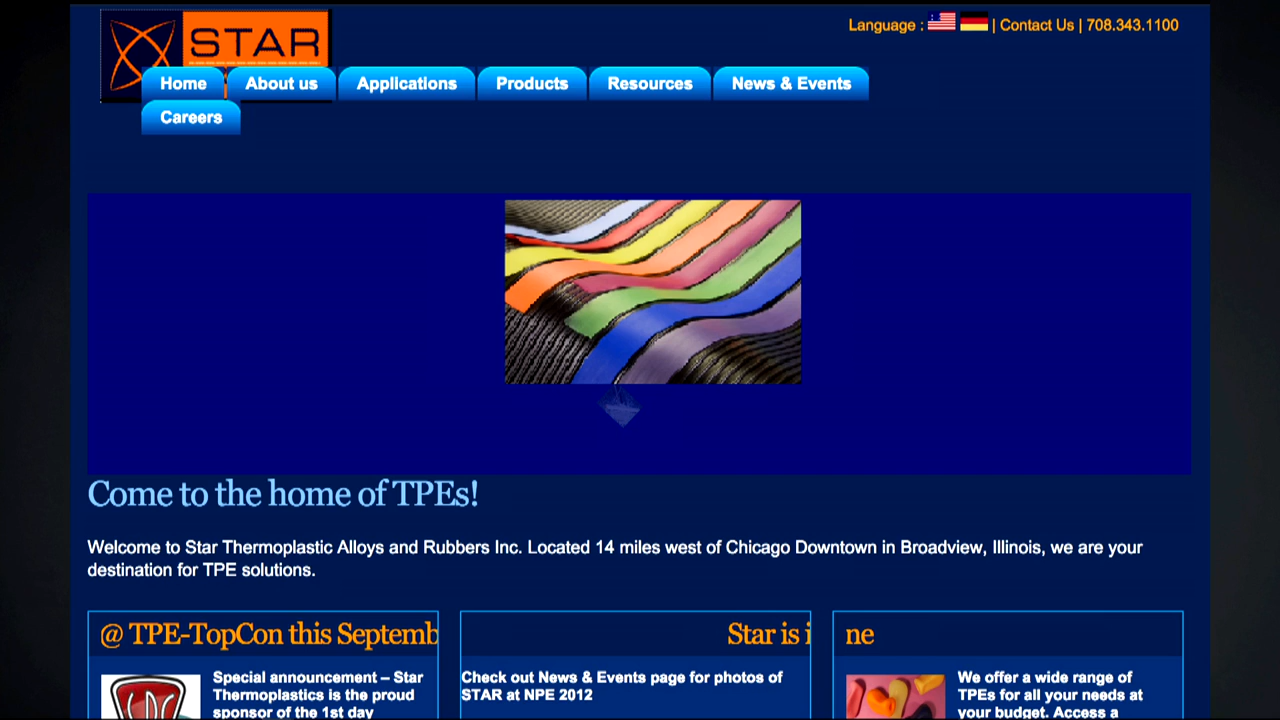 STAR
Language : | Contact Us | 708.343.1100
Home About us Applications Products Resources News & Events
Careers
Come to the home of TPEs!
Welcome to Star Thermoplastic Alloys and Rubbers Inc. Located 14 miles west of Chicago Downtown in Broadview, Illinois, we are your
destination for TPE solutions.
@ TPE-TopCon this Septemb
Special announcement – Star
Thermoplastics is the proud
sponsor of the 1st day
Star is i
Check out News & Events page for photos of
STAR at NPE 2012
ne
We offer a wide range of
TPEs for all your needs at
your budget. Access a